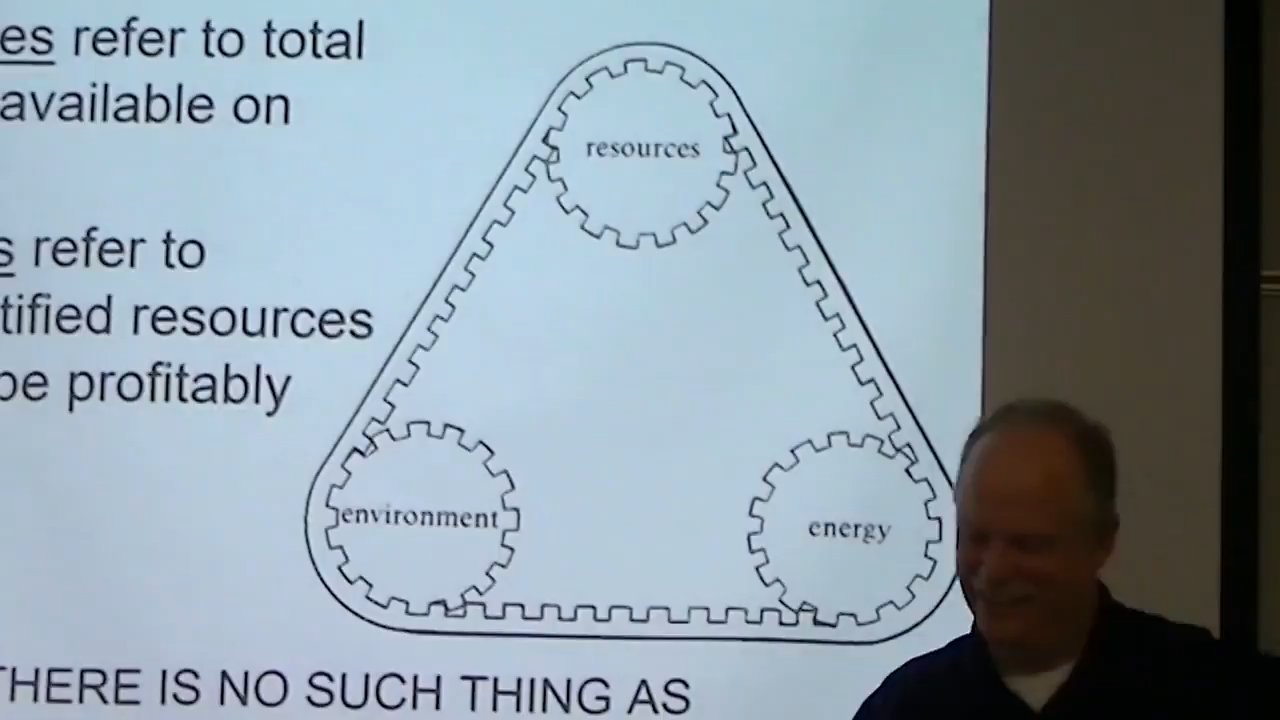 es refer to total
available on
resources
s refer to
tified resources
be profitably
environment
energy
THERE IS NO SUCH THING AS